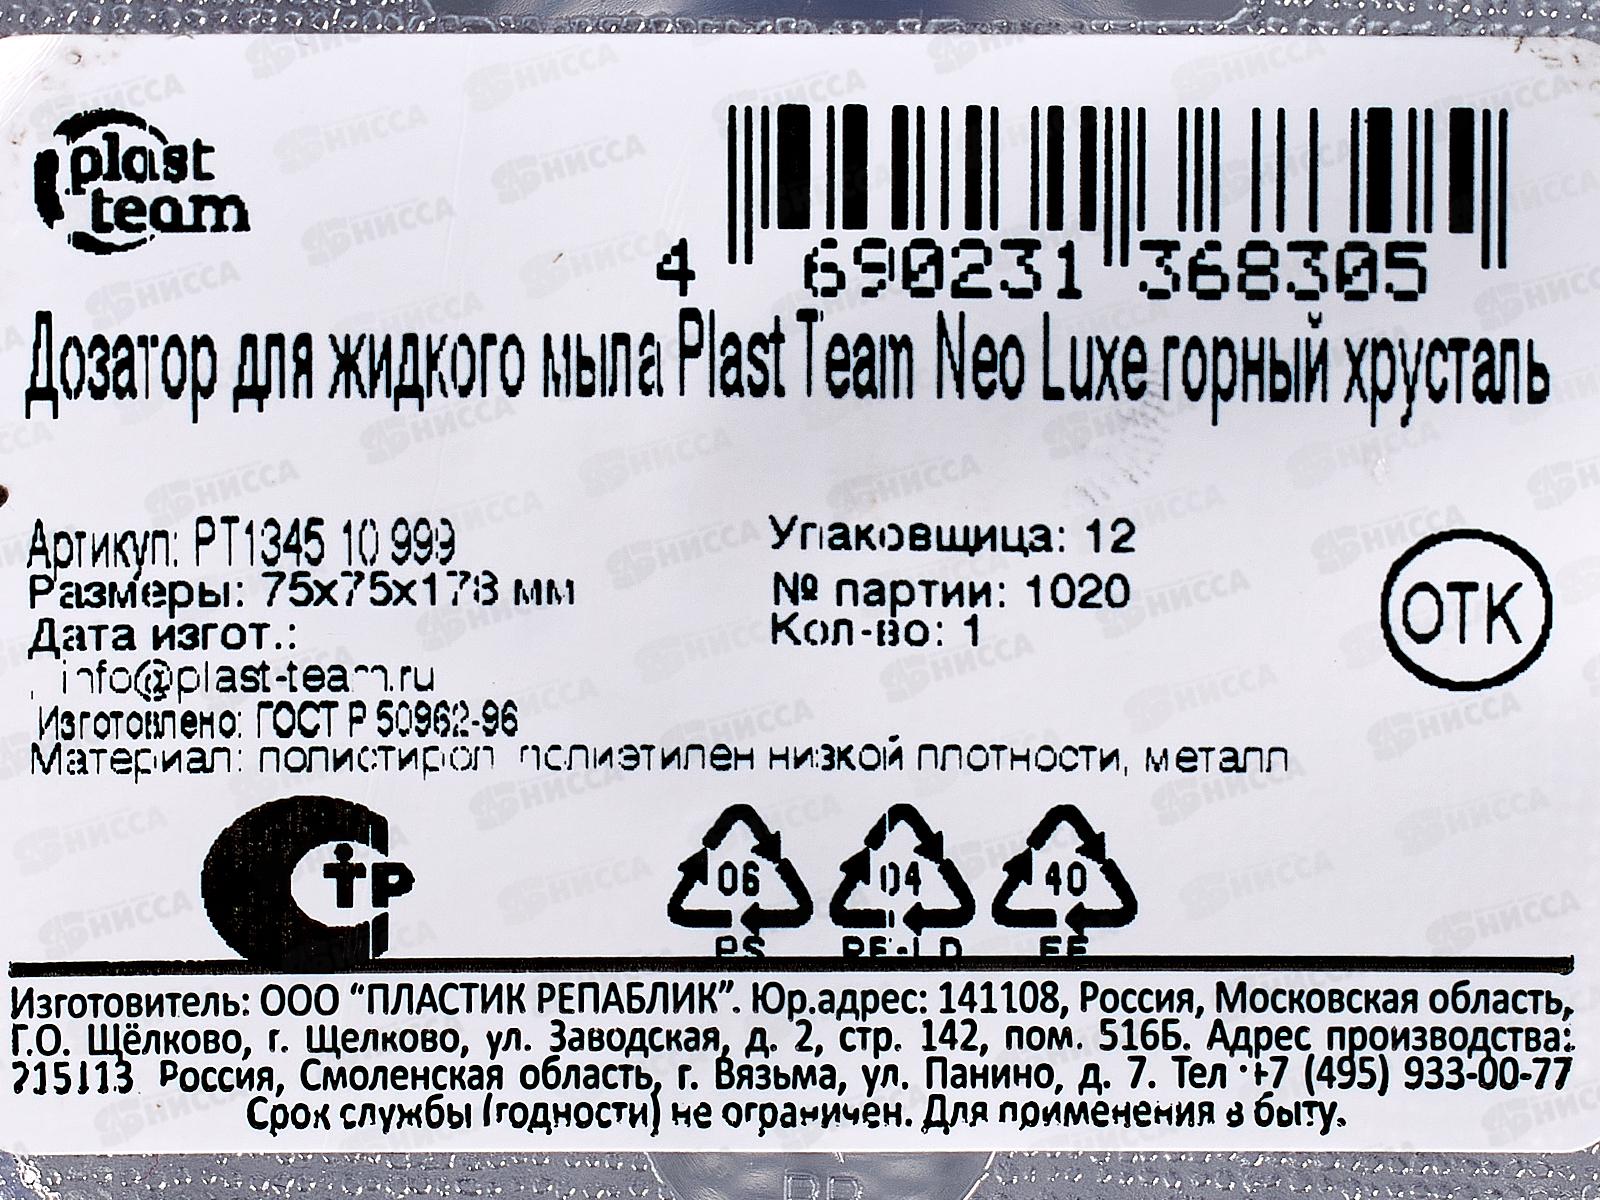 plast
team
4 690231 368305
Дозатор для жидкого мыла Plast Team Neo Luxe горный хрусталь
Артикул: PT1345 10 999
Размеры: 75x75x178 мм
Дата изгот.:
info@plast-team.ru
Изготовлено: ГОСТ Р 50962-96
Материал: полистирол полиэтилен низкой плотности, металл
Упаковщица: 12
№ партии: 1020
Кол-во: 1
ОТК
тР
06 04 40
PS PE-LD FE
Изготовитель: ООО “ПЛАСТИК РЕПАБЛИК”. Юр.адрес: 141108, Россия, Московская область,
Г.О. Щёлково, г. Щелково, ул. Заводская, д. 2, стр. 142, пом. 516Б. Адрес производства:
215113 Россия, Смоленская область, г. Вязьма, ул. Панино, д. 7. Тел.:+7 (495) 933-00-77
Срок службы (годности) не ограничен. Для применения в быту.
НИССА